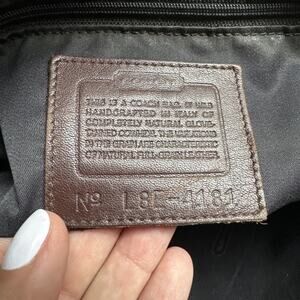 THIS IS A COACH BAG. IT WAS
HANDCRAFTED IN ITALY OF
COMPLETELY NATURAL GLOVE
TANNED COWHIDE. THE VARIATIONS
IN THE GRAIN ARE CHARACTERISTIC
OF NATURAL FULL GRAIN LEATHER.
Nº L8E-4181